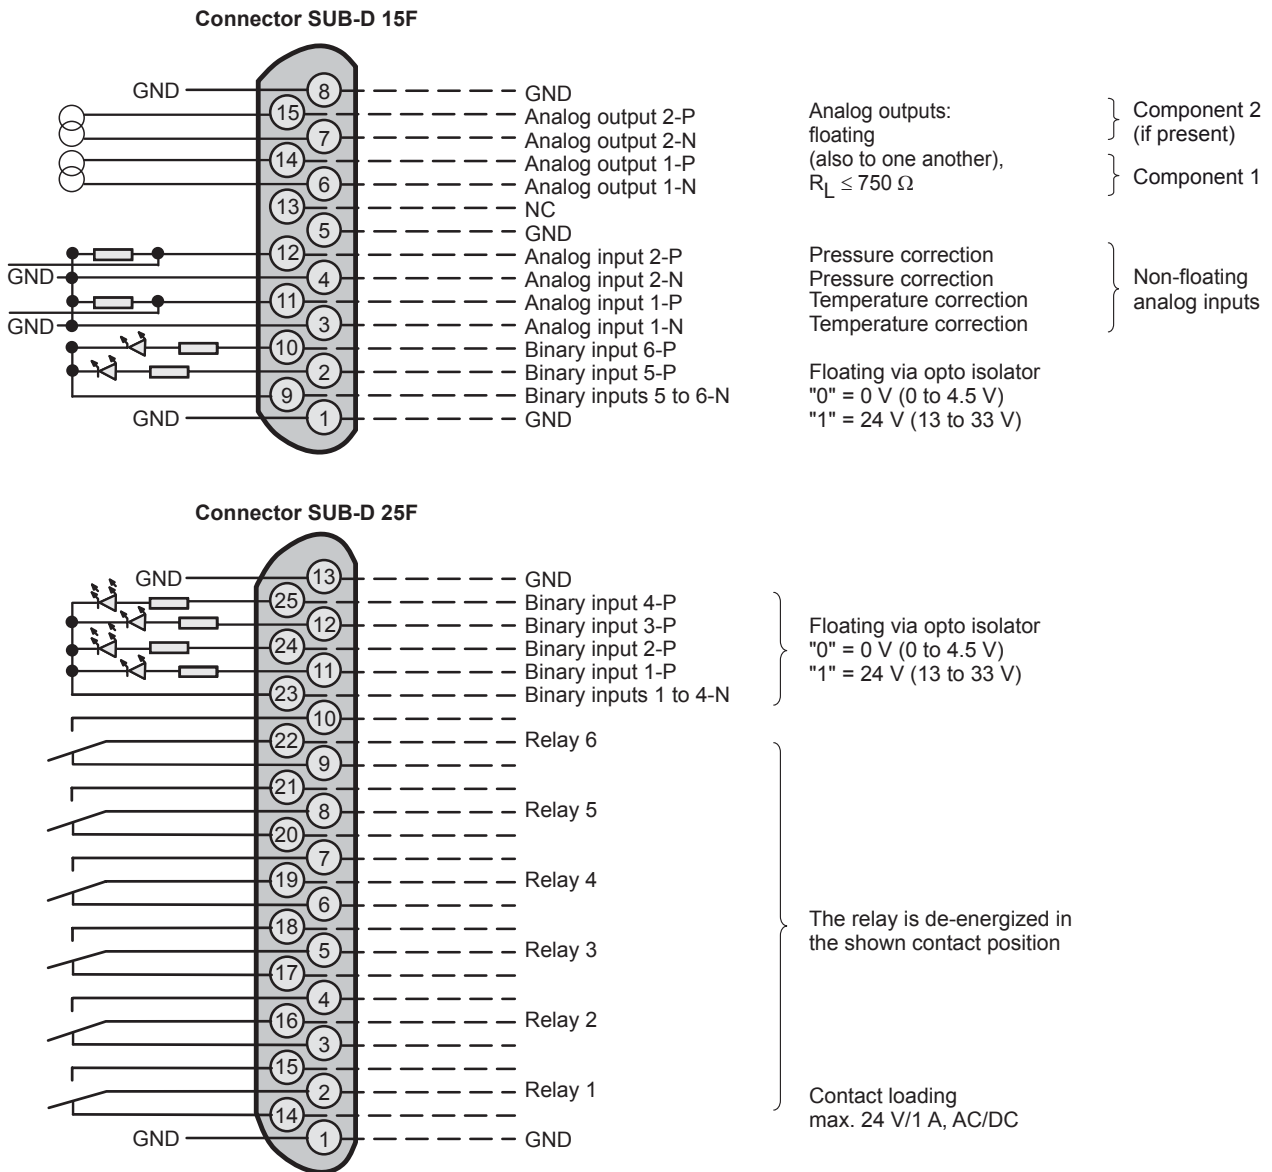 Connector SUB-D 15F
GND 8 GND
15 Analog output 2-P Analog outputs: Component 2
7 Analog output 2-N floating (if present)
14 Analog output 1-P (also to one another),
6 Analog output 1-N RL ≤ 750 Ω Component 1
13 NC
5 GND
12 Analog input 2-P Pressure correction
GND 4 Analog input 2-N Pressure correction Non-floating
11 Analog input 1-P Temperature correction analog inputs
GND 3 Analog input 1-N Temperature correction
10 Binary input 6-P
2 Binary input 5-P Floating via opto isolator
9 Binary inputs 5 to 6-N "0" = 0 V (0 to 4.5 V)
GND 1 GND "1" = 24 V (13 to 33 V)
Connector SUB-D 25F
GND 13 GND
25 Binary input 4-P
12 Binary input 3-P Floating via opto isolator
24 Binary input 2-P "0" = 0 V (0 to 4.5 V)
11 Binary input 1-P "1" = 24 V (13 to 33 V)
23 Binary inputs 1 to 4-N
10
22 Relay 6
9
21
8 Relay 5
20
7
19 Relay 4
6
18 The relay is de-energized in
5 Relay 3 the shown contact position
17
4
16 Relay 2
3
15
2 Relay 1 Contact loading
14 max. 24 V/1 A, AC/DC
GND 1 GND